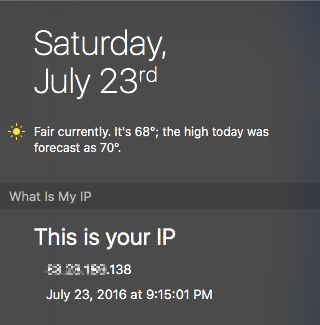 Saturday,
July 23rd
Fair currently. It's 68°; the high today was
forecast as 70°.
What Is My IP
This is your IP
.138
July 23, 2016 at 9:15:01 PM